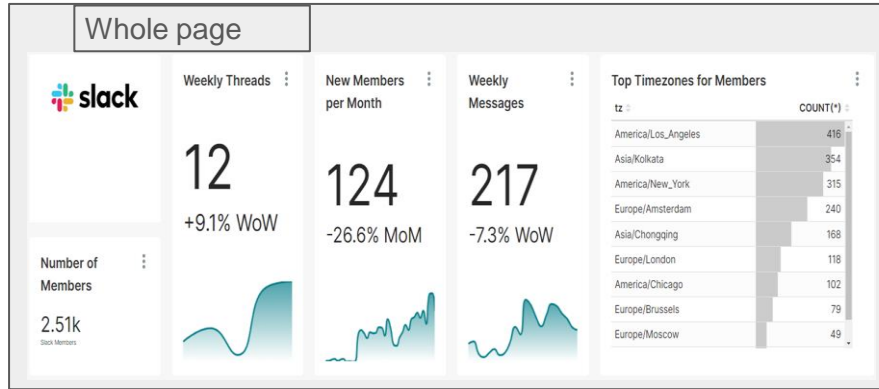 Whole page
slack
Number of
Members
2.51k
Slack Members
Weekly Threads
12
+9.1% WoW
New Members
per Month
124
-26.6% MoM
Weekly
Messages
217
-7.3% WoW
Top Timezones for Members
tz COUNT(*)
America/Los_Angeles 416
Asia/Kolkata 354
America/New_York 315
Europe/Amsterdam 240
Asia/Chongqing 168
Europe/London 118
America/Chicago 102
Europe/Brussels 79
Europe/Moscow 49